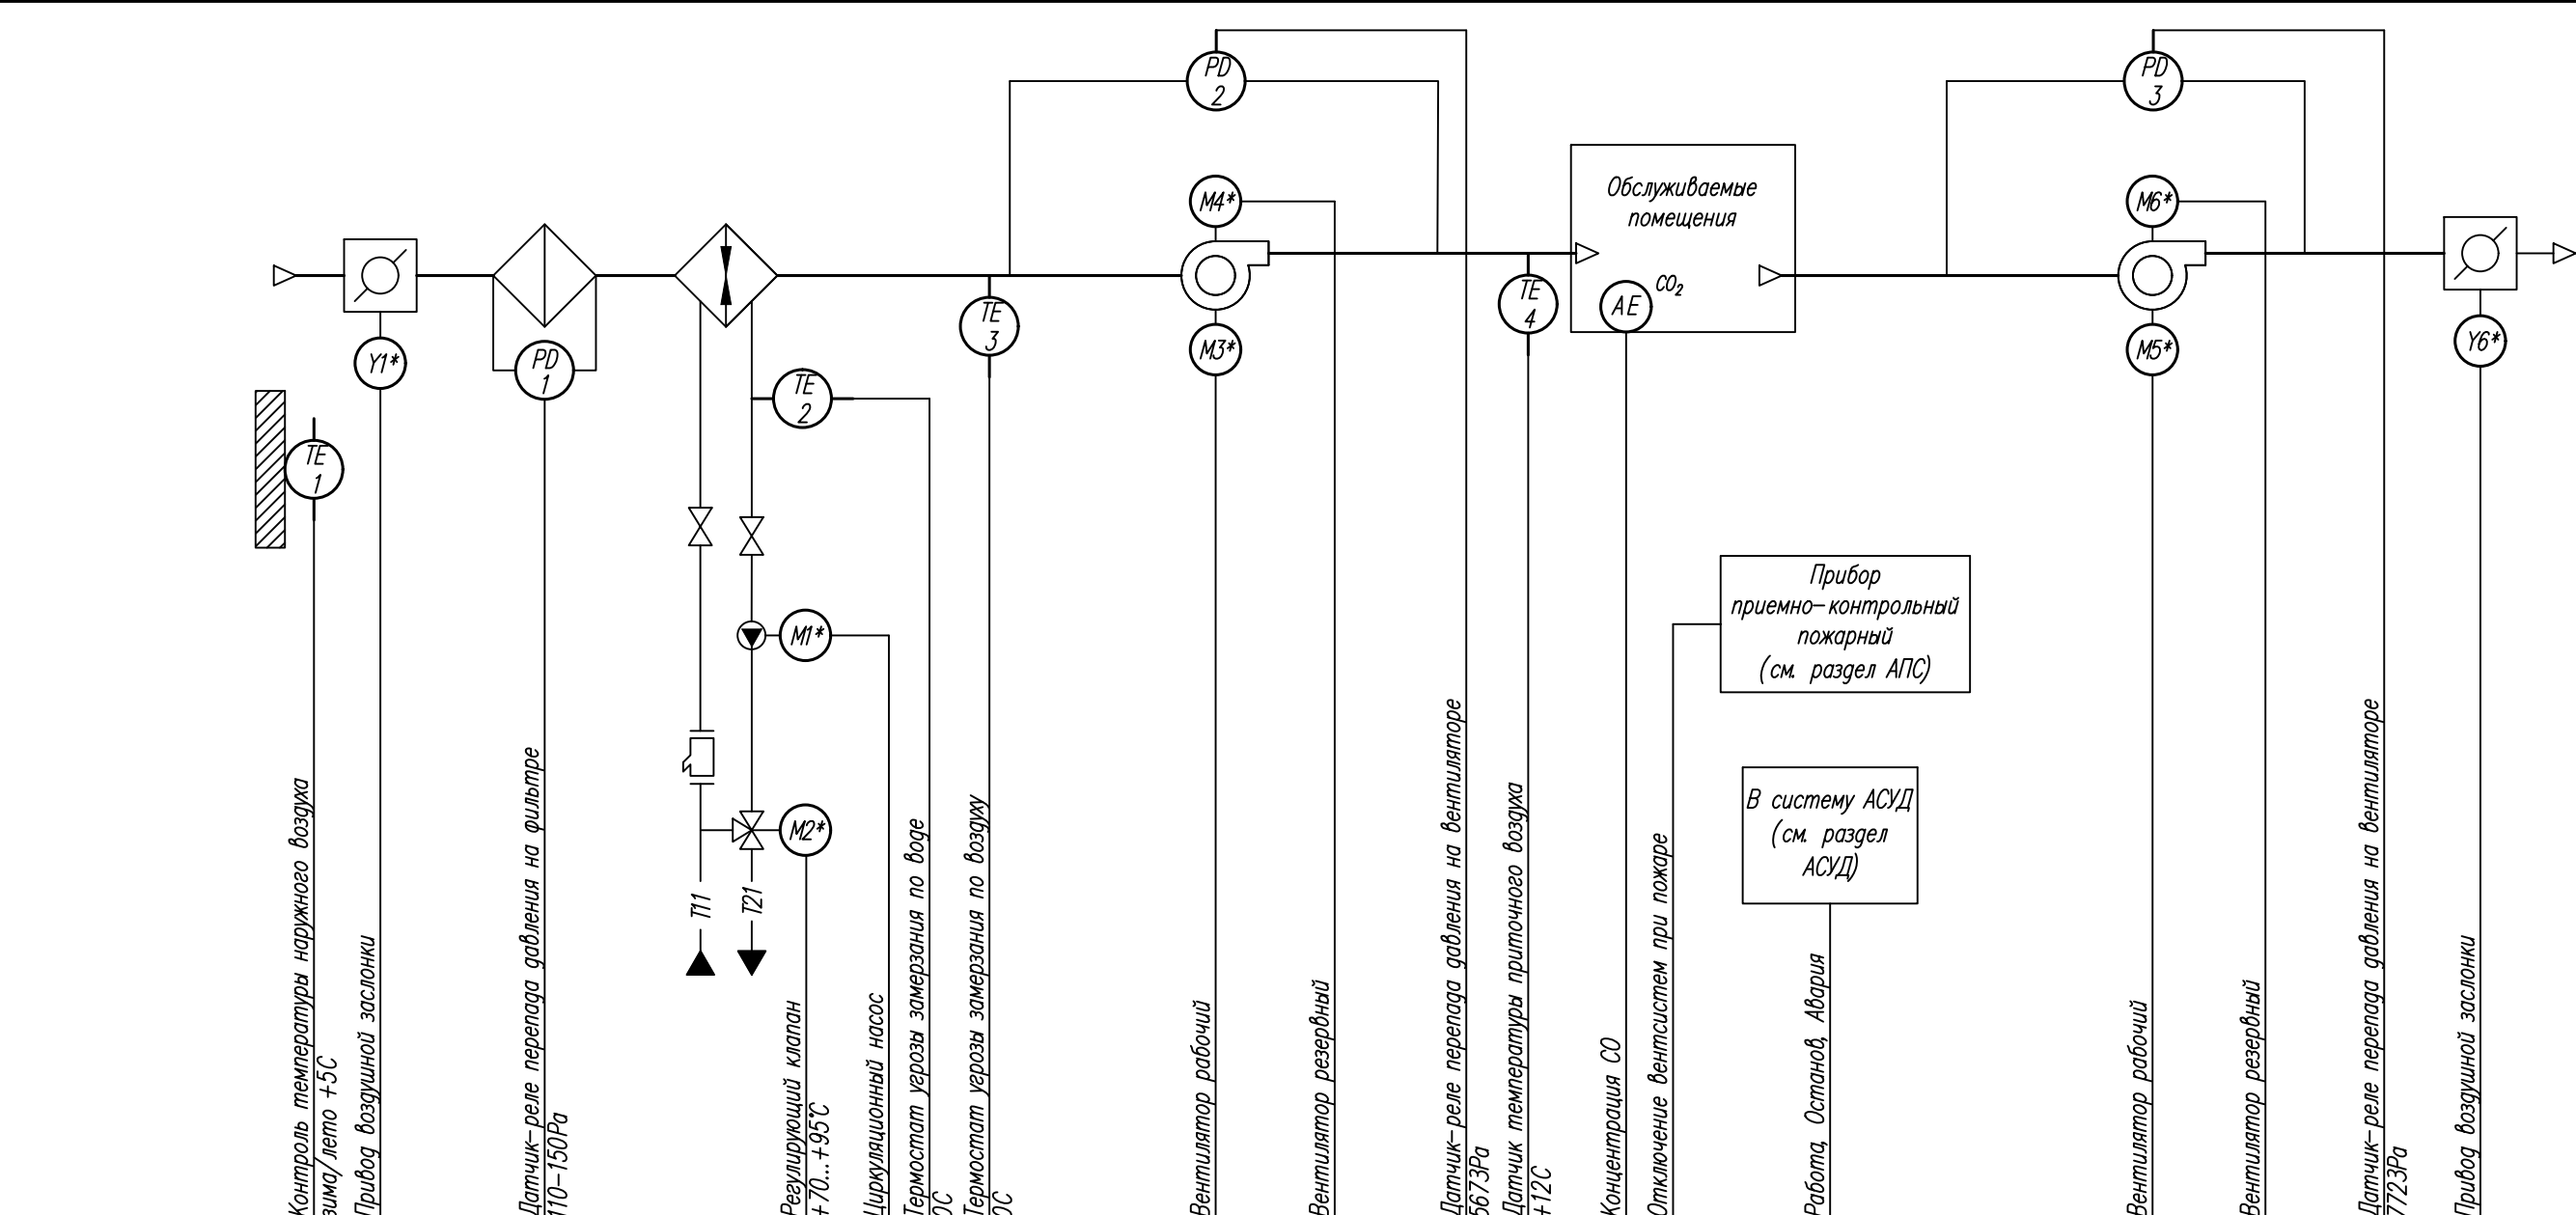 PD
2
PD
3
M4*
M6*
Обслуживаемые
помещения
CO2
AE
TE
3
TE
4
M3*
M5*
Y1*
Y6*
PD
1
TE
2
TE
1
M1*
M2*
T11
T21
Прибор
приемно-контрольный
пожарный
(см. раздел АПС)
В систему АСУД
(см. раздел
АСУД)
Контроль температуры наружного воздуха
зима/лето +5С
Привод воздушной заслонки
Датчик-реле перепада давления на фильтре
110-150Ра
Регулирующий клапан
+70...+95°С
Циркуляционный насос
Термостат угрозы замерзания по воде
0С
Термостат угрозы замерзания по воздуху
0С
Вентилятор рабочий
Вентилятор резервный
Датчик-реле перепада давления на вентиляторе
Датчик температуры приточного воздуха
+12С
Концентрация СО
Отключение вентсистем при пожаре
Работа, Останов, Авария
Вентилятор рабочий
Вентилятор резервный
Датчик-реле перепада давления на вентиляторе
Привод воздушной заслонки